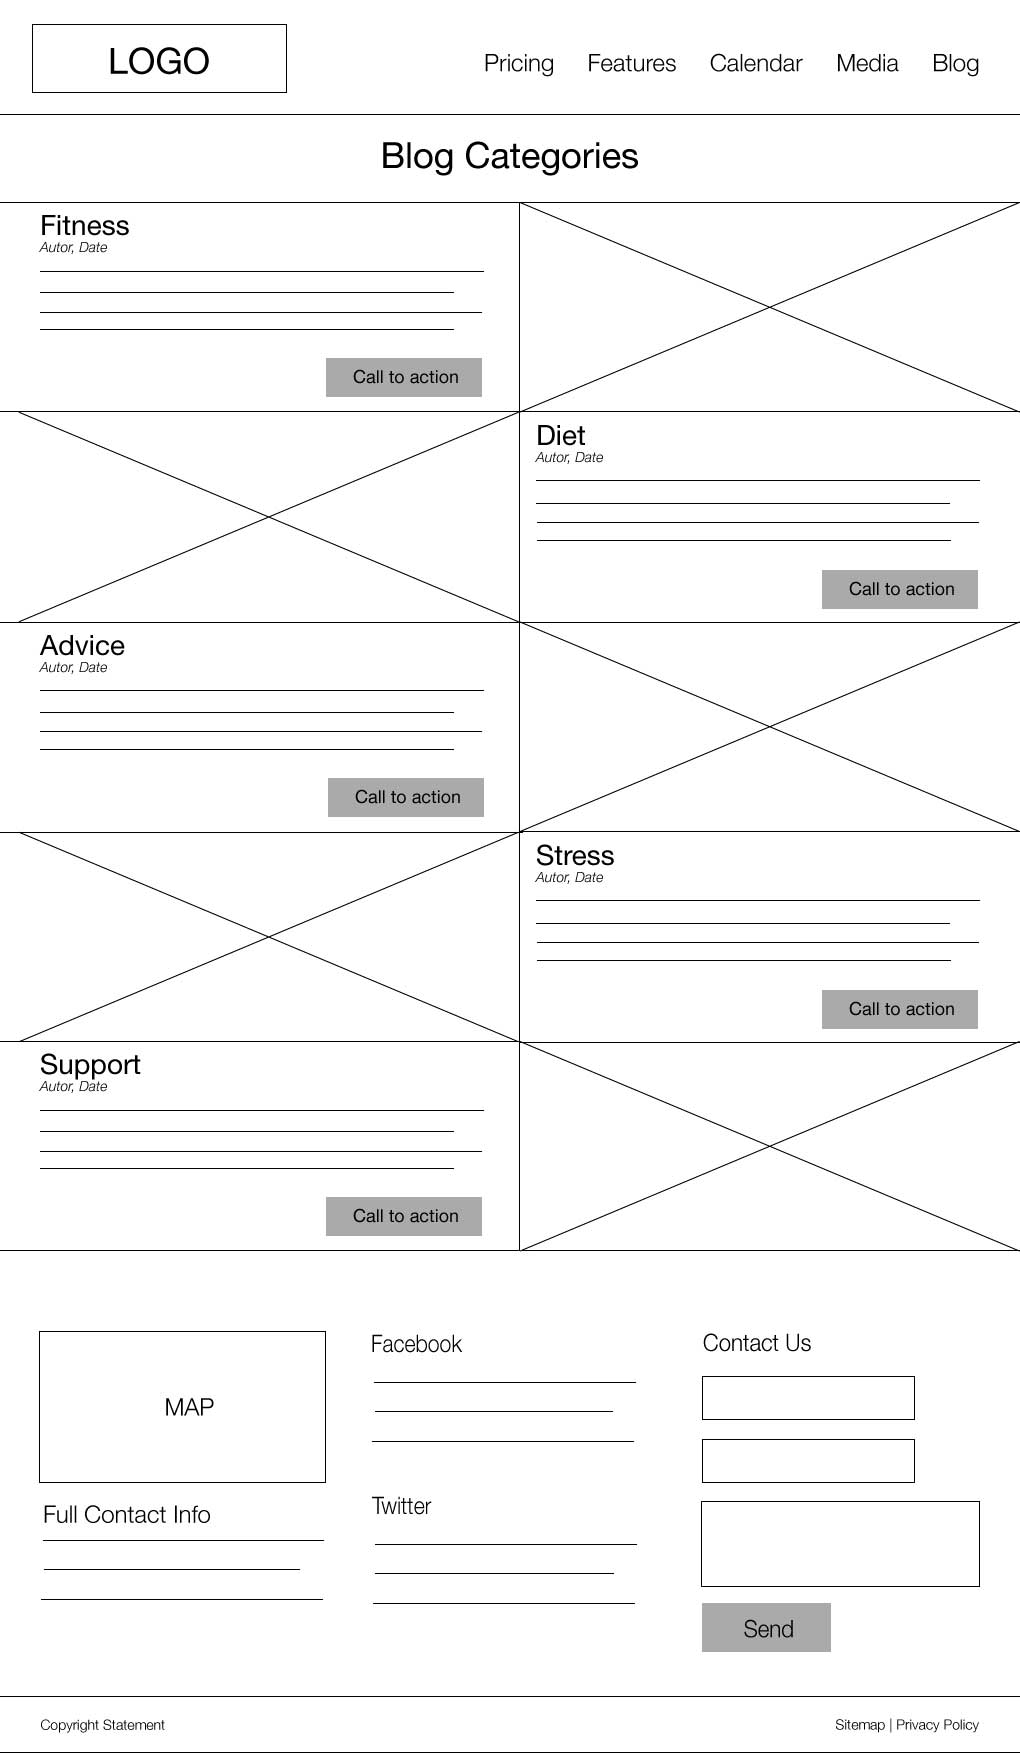 LOGO
Pricing Features Calendar Media Blog
Blog Categories
Fitness
Autor, Date
Call to action
Diet
Autor, Date
Call to action
Advice
Autor, Date
Call to action
Stress
Autor, Date
Call to action
Support
Autor, Date
Call to action
MAP
Full Contact Info
Facebook
Twitter
Contact Us
Send
Copyright Statement
Sitemap | Privacy Policy